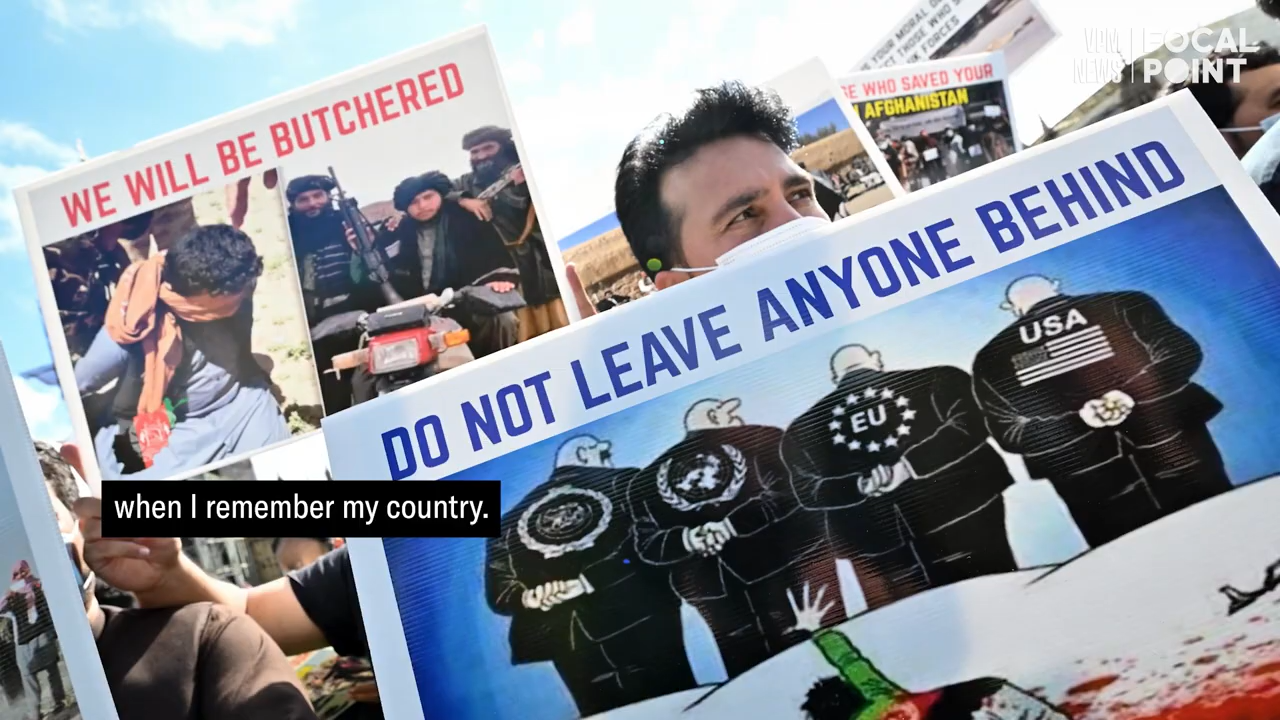 WE WILL BE BUTCHERED
YOUR MORAL
THOSE WHO
FORCES
WHO SAVED YOUR
AFGHANISTAN
VPM
NEWS
FOCAL
POINT
DO NOT LEAVE ANYONE BEHIND
EU
USA
when I remember my country.